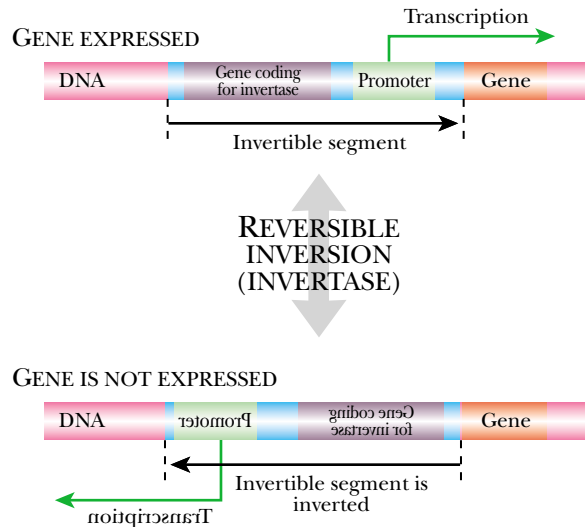 Transcription
GENE EXPRESSED
DNA
Gene coding
for invertase
Promoter
Gene
Invertible segment
REVERSIBLE
INVERSION
(INVERTASE)
GENE IS NOT EXPRESSED
DNA
Promoter
Gene coding
for invertase
Gene
Invertible segment is
inverted
Transcription